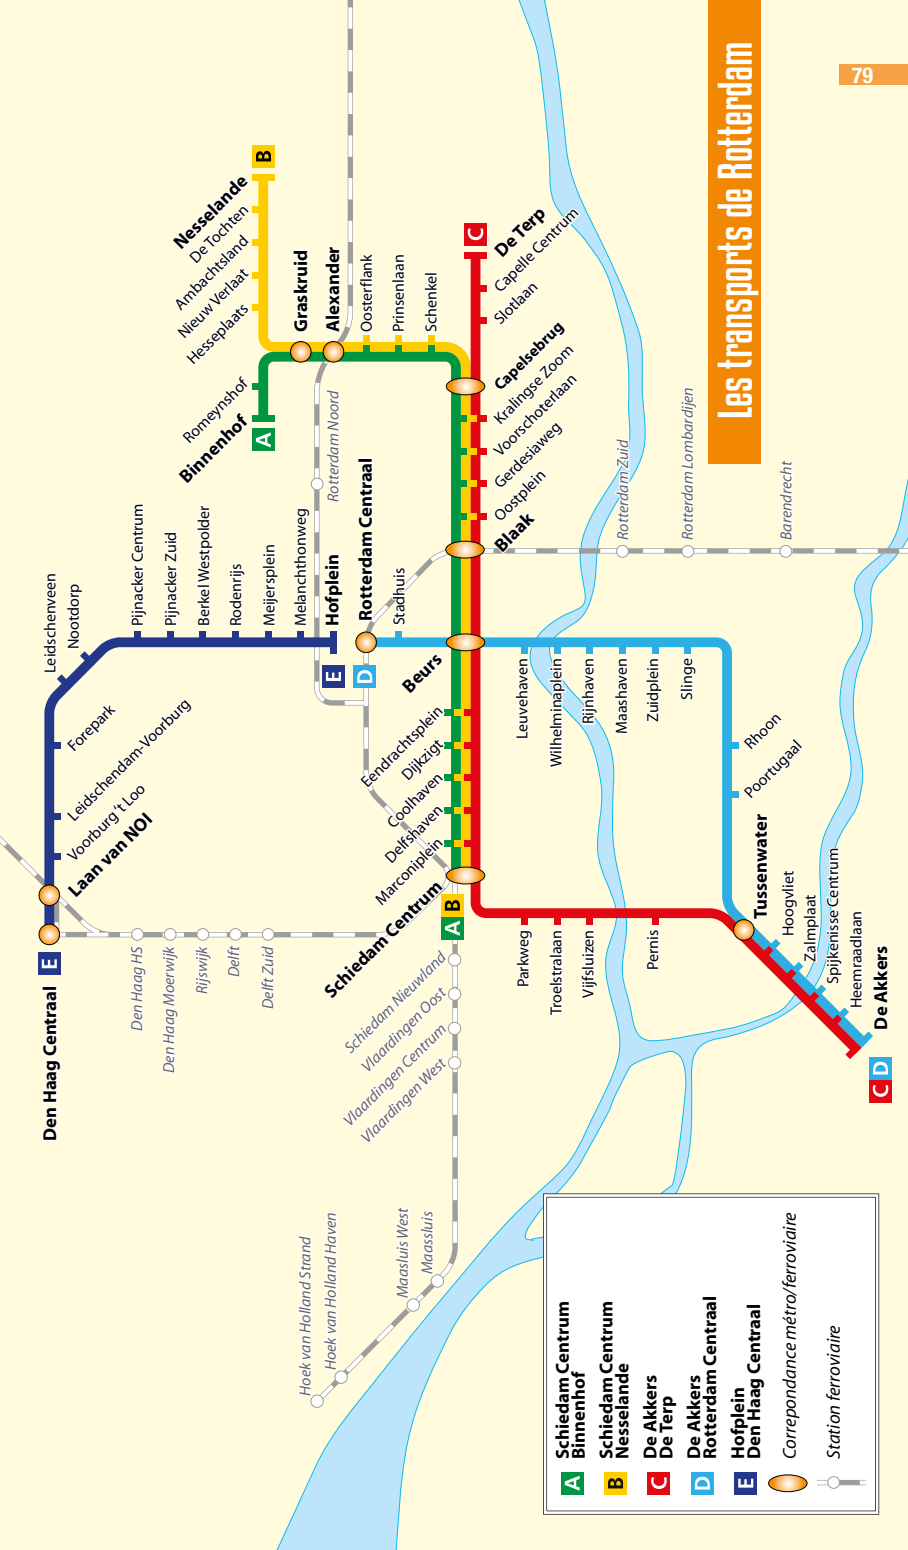 Les transports de Rotterdam
79
Den Haag Centraal
E
Laan van NOI
Voorburg ’t Loo
Leidschendam-Voorburg
Forepark
Leidschenveen
Nootdorp
Pijnacker Centrum
Pijnacker Zuid
Berkel Westpolder
Rodenrijs
Meijersplein
Melanchthonweg
Hofplein
E
Den Haag HS
Den Haag Moerwijk
Rijswijk
Delft
Delft Zuid
Binnenhof
A
Romeynshof
Hesseplaats
Nieuw Verlaat
Ambachtsland
De Tochten
Nesselande
B
Graskruid
Alexander
Oosterflank
Prinsenlaan
Schenkel
Rotterdam Noord
D
Rotterdam Centraal
Stadhuis
Hoek van Holland Strand
Hoek van Holland Haven
Maasluis West
Maassluis
Vlaardingen West
Vlaardingen Centrum
Vlaardingen Oost
Schiedam Nieuwland
Schiedam Centrum
A
B
Marconiplein
Delfshaven
Coolhaven
Dijkzigt
Eendrachtsplein
Beurs
Blaak
Oostplein
Gerdesiaweg
Voorschoterlaan
Kralingse Zoom
Capelsebrug
Slotlaan
Capelle Centrum
De Terp
C
Parkweg
Troelstralaan
Vijfsluizen
Pernis
Leuvehaven
Wilhelminaplein
Rijnhaven
Maashaven
Zuidplein
Slinge
Rhoon
Poortugaal
Rotterdam Zuid
Rotterdam Lombardijen
Barendrecht
Tussenwater
Hoogvliet
Zalmplaat
Spijkenisse Centrum
Heemraadlaan
De Akkers
C
D
A
Schiedam Centrum
Binnenhof
B
Schiedam Centrum
Nesselande
C
De Akkers
De Terp
D
De Akkers
Rotterdam Centraal
E
Hofplein
Den Haag Centraal
Correpondance métro/ferroviaire
Station ferroviaire